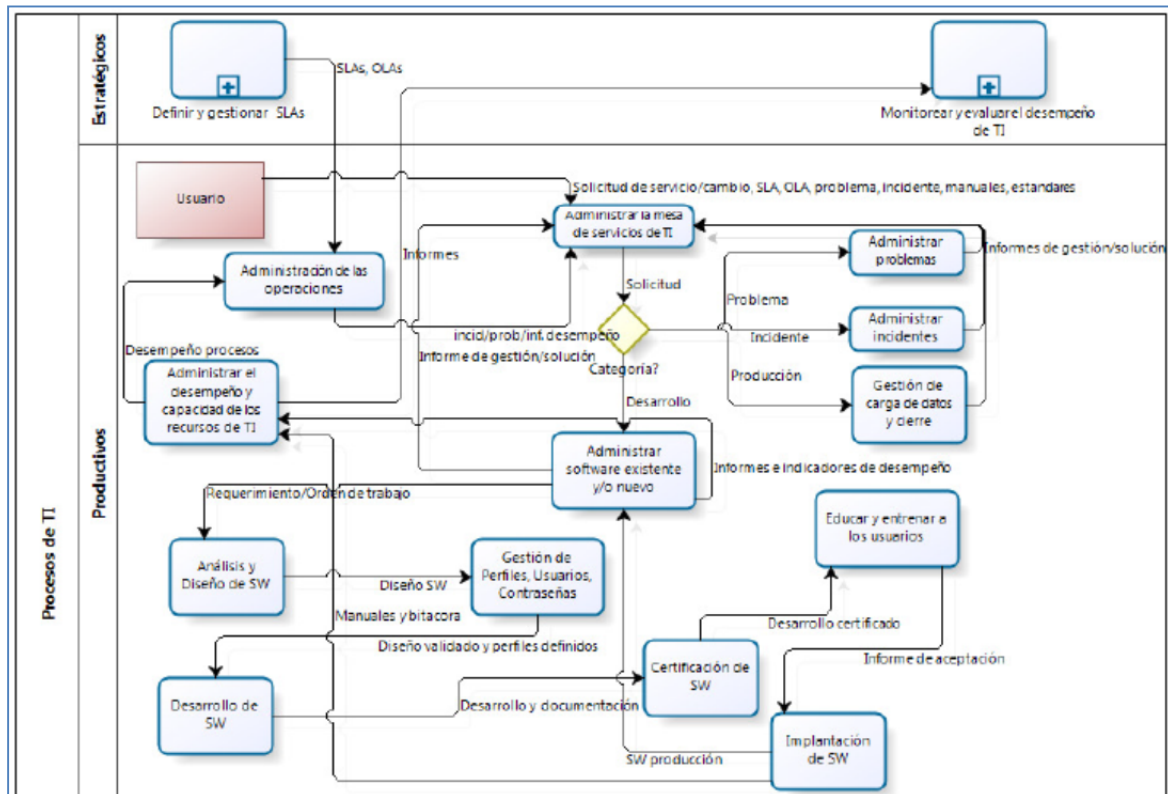 Procesos de TI
Estratégicos
Definir y gestionar SLAs
SLAs, OLAs
Monitorear y evaluar el desempeño
de TI
Productivos
Usuario
Solicitud de servicio/cambio, SLA, OLA, problema, incidente, manuales, estandares
Administrar la mesa
de servicios de TI
Informes
Administrar
problemas
Informes de gestión/solución
Administración de las
operaciones
Solicitud
Problema
incid/prob/inf. desempeño
Incidente
Administrar
incidentes
Desempeño procesos
Informe de gestión/solución
Categoría?
Producción
Administrar el
desempeño y
capacidad de los
recursos de TI
Gestión de
carga de datos
y cierre
Desarrollo
Administrar
software existente
y/o nuevo
Informes e indicadores de desempeño
Requerimiento/Orden de trabajo
Educar y entrenar a
los usuarios
Análisis y
Diseño de SW
Diseño SW
Gestión de
Perfiles, Usuarios,
Contraseñas
Manuales y bitacora
Desarrollo certificado
Diseño validado y perfiles definidos
Informe de aceptación
Certificación de
SW
Desarrollo de
SW
Desarrollo y documentación
Implantación
de SW
SW producción